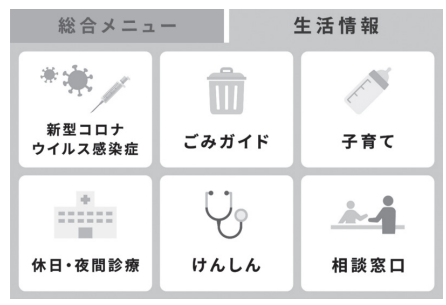 総合メニュー
生活情報
新型コロナ
ウイルス感染症
ごみガイド
子育て
休日・夜間診療
けんしん
相談窓口